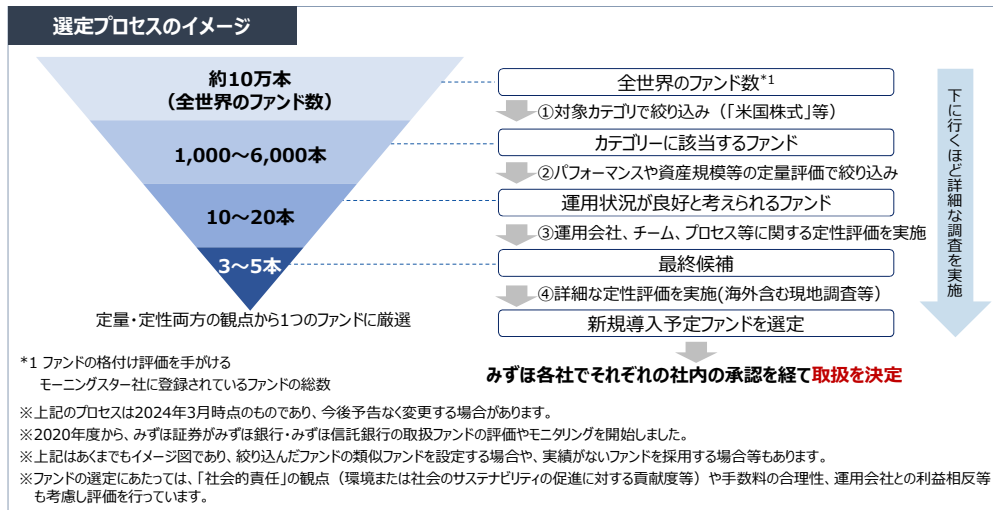 選定プロセスのイメージ
約10万本
(全世界のファンド数)
1,000～6,000本
10～20本
3～5本
定量・定性両方の観点から1つのファンドに厳選
全世界のファンド数*1
①対象カテゴリで絞り込み(「米国株式」等)
カテゴリーに該当するファンド
②パフォーマンスや資産規模等の定量評価で絞り込み
運用状況が良好と考えられるファンド
③運用会社、チーム、プロセス等に関する定性評価を実施
最終候補
④詳細な定性評価を実施(海外含む現地調査等)
新規導入予定ファンドを選定
みずほ各社でそれぞれの社内の承認を経て取扱を決定
下に行くほど詳細な調査を実施
*1 ファンドの格付け評価を手がける
モーニングスター社に登録されているファンドの総数
※上記のプロセスは2024年3月時点のものであり、今後予告なく変更する場合があります。
※2020年度から、みずほ証券がみずほ銀行・みずほ信託銀行の取扱ファンドの評価やモニタリングを開始しました。
※上記はあくまでもイメージ図であり、絞り込んだファンドの類似ファンドを設定する場合や、実績がないファンドを採用する場合等もあります。
※ファンドの選定にあたっては、「社会的責任」の観点(環境または社会のサステナビリティの促進に対する貢献度等)や手数料の合理性、運用会社との利益相反等
も考慮し評価を行っています。